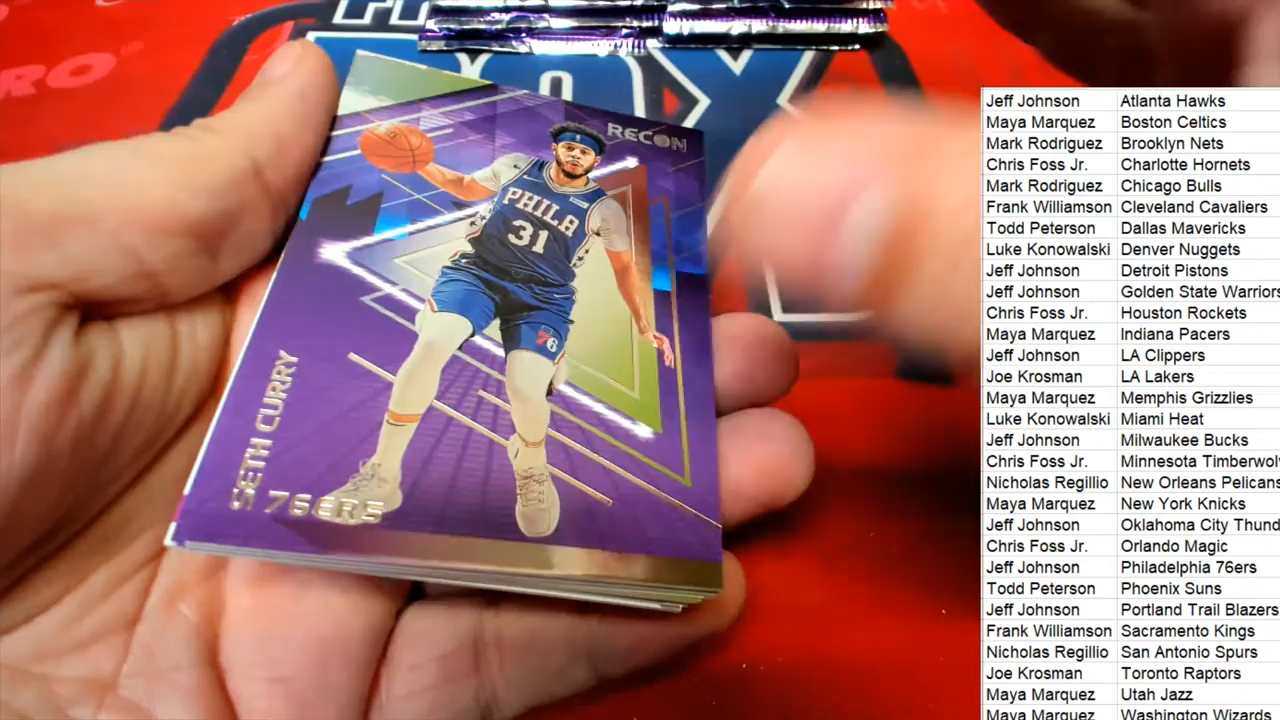 RO
RECON
PHILA
31
76
SETH CURRY
76ERS
Jeff Johnson Atlanta Hawks
Maya Marquez Boston Celtics
Mark Rodriguez Brooklyn Nets
Chris Foss Jr. Charlotte Hornets
Mark Rodriguez Chicago Bulls
Frank Williamson Cleveland Cavaliers
Todd Peterson Dallas Mavericks
Luke Konowalski Denver Nuggets
Jeff Johnson Detroit Pistons
Jeff Johnson Golden State Warriors
Chris Foss Jr. Houston Rockets
Maya Marquez Indiana Pacers
Jeff Johnson LA Clippers
Joe Krosman LA Lakers
Maya Marquez Memphis Grizzlies
Luke Konowalski Miami Heat
Jeff Johnson Milwaukee Bucks
Chris Foss Jr. Minnesota Timberwol
Nicholas Regillio New Orleans Pelicans
Maya Marquez New York Knicks
Jeff Johnson Oklahoma City Thund
Chris Foss Jr. Orlando Magic
Jeff Johnson Philadelphia 76ers
Todd Peterson Phoenix Suns
Jeff Johnson Portland Trail Blazers
Frank Williamson Sacramento Kings
Nicholas Regillio San Antonio Spurs
Joe Krosman Toronto Raptors
Maya Marquez Utah Jazz
Maya Marquez Washington Wizards